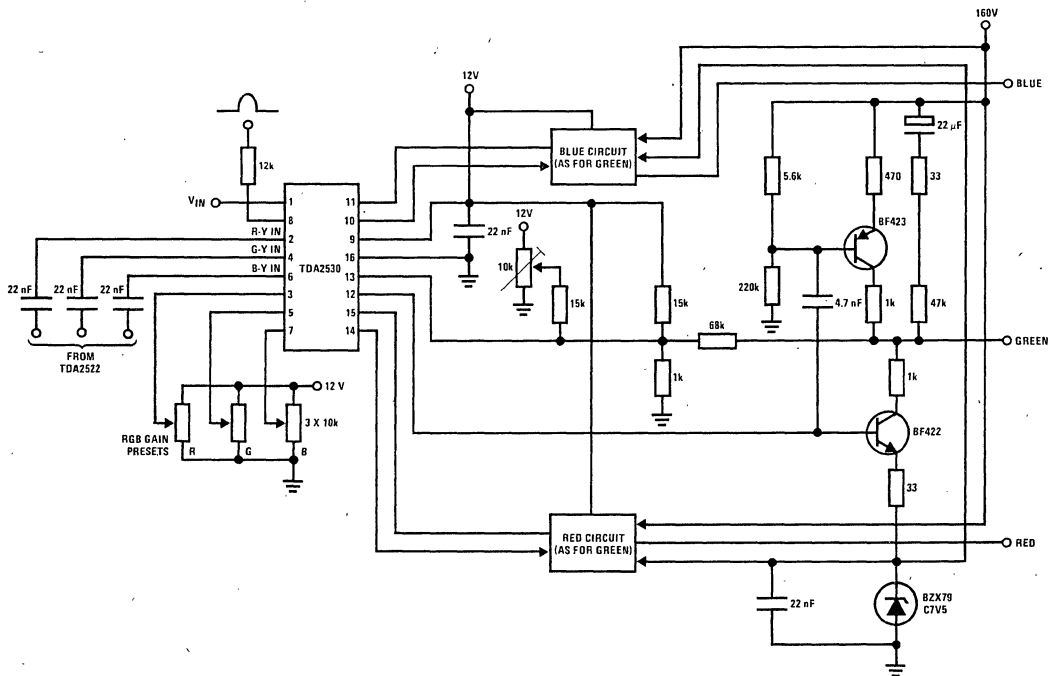 160V
12V
BLUE
22 µF
BLUE CIRCUIT
(AS FOR GREEN)
12k
5.6k
470
33
BF423
VIN
1
8
R-Y IN
2
G-Y IN
4
B-Y IN
6
3
5
7
TDA2530
11
10
9
16
13
12
15
14
22 nF
12V
10k
15k
15k
220k
4.7 nF
1k
47k
22 nF
22 nF
22 nF
FROM
TDA2522
68k
GREEN
1k
1k
12 V
3 X 10k
RGB GAIN
PRESETS
R
G
B
BF422
33
RED CIRCUIT
(AS FOR GREEN)
RED
22 nF
BZX79
C7V5